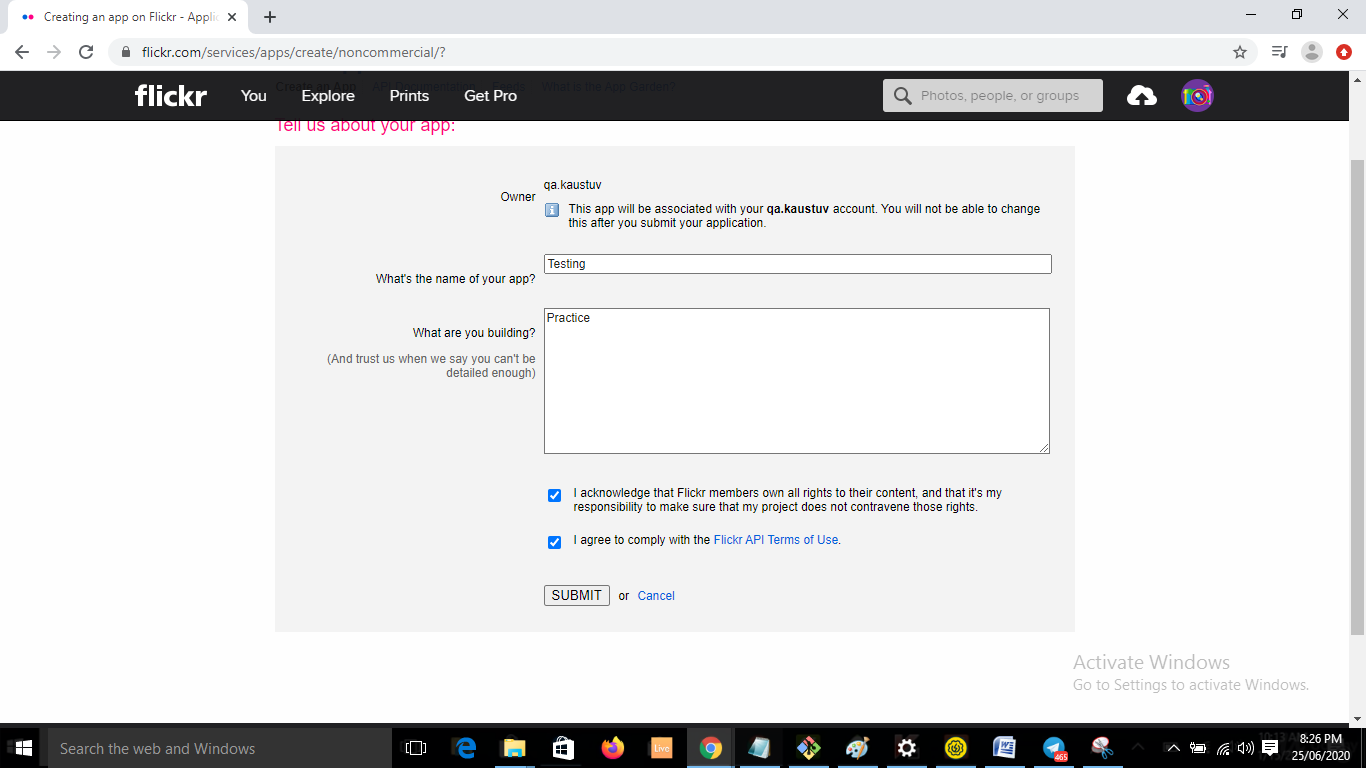 Creating an app on Flickr - Applic
flickr.com/services/apps/create/noncommercial/?
flickr You Explore Prints Get Pro Photos, people, or groups
Tell us about your app:
Owner
qa.kaustuv
This app will be associated with your qa.kaustuv account. You will not be able to change
this after you submit your application.
What's the name of your app?
Testing
What are you building?
(And trust us when we say you can't be
detailed enough)
Practice
I acknowledge that Flickr members own all rights to their content, and that it's my
responsibility to make sure that my project does not contravene those rights.
I agree to comply with the Flickr API Terms of Use.
SUBMIT or Cancel
Activate Windows
Go to Settings to activate Windows.
Search the web and Windows
Live
465
8:26 PM
25/06/2020